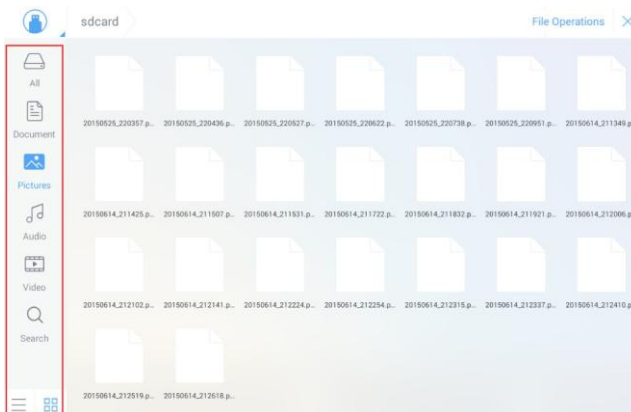 sdcard
File Operations
All
Document
Pictures
Audio
Video
Search
20150525_220357.p... 20150525_220436.p... 20150525_220527.p... 20150525_220622.p... 20150525_220738.p... 20150525_220951.p... 20150614_211349.p
20150614_211425.p... 20150614_211507.p... 20150614_211531.p... 20150614_211722.p... 20150614_211832.p... 20150614_211921.p... 20150614_212006.p
20150614_212102.p... 20150614_212141.p... 20150614_212224.p... 20150614_212254.p... 20150614_212315.p... 20150614_212337.p... 20150614_212410.p
20150614_212519.p... 20150614_212618.p...